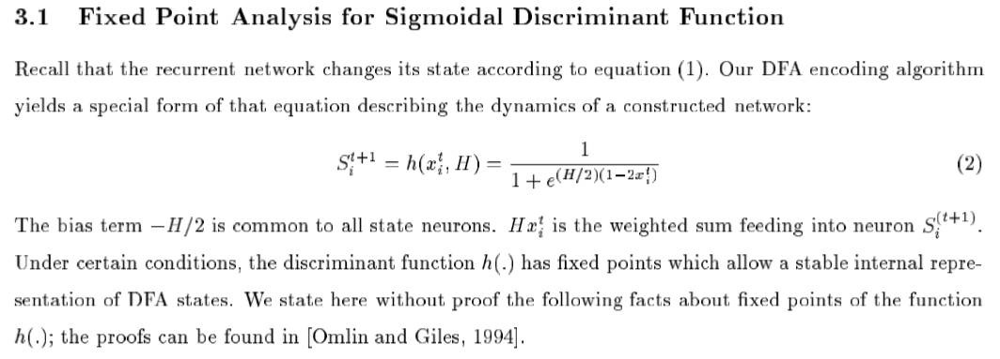 3.1 Fixed Point Analysis for Sigmoidal Discriminant Function
Recall that the recurrent network changes its state according to equation (1). Our DFA encoding algorithm
yields a special form of that equation describing the dynamics of a constructed network:
S_i^{t+1} = h(x_i^t, H) = \frac{1}{1 + e^{(H/2)(1-2x_i^t)}} (2)
The bias term −H/2 is common to all state neurons. Hx_i^t is the weighted sum feeding into neuron S_i^{(t+1)}.
Under certain conditions, the discriminant function h(.) has fixed points which allow a stable internal repre-
sentation of DFA states. We state here without proof the following facts about fixed points of the function
h(.); the proofs can be found in [Omlin and Giles, 1994].